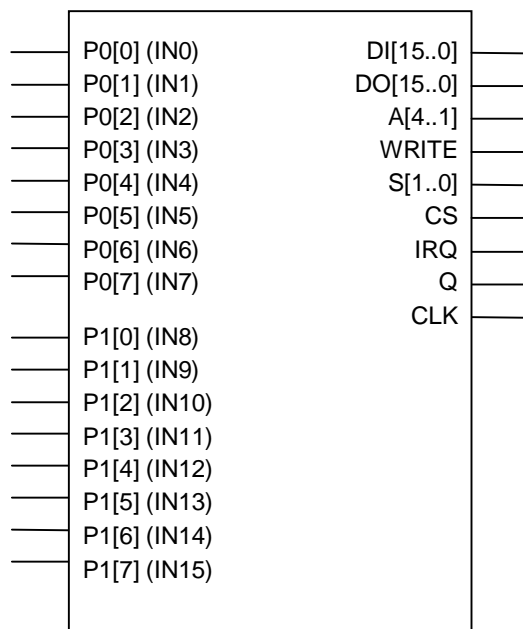 P0[0] (IN0)
P0[1] (IN1)
P0[2] (IN2)
P0[3] (IN3)
P0[4] (IN4)
P0[5] (IN5)
P0[6] (IN6)
P0[7] (IN7)
P1[0] (IN8)
P1[1] (IN9)
P1[2] (IN10)
P1[3] (IN11)
P1[4] (IN12)
P1[5] (IN13)
P1[6] (IN14)
P1[7] (IN15)
DI[15..0]
DO[15..0]
A[4..1]
WRITE
S[1..0]
CS
IRQ
Q
CLK